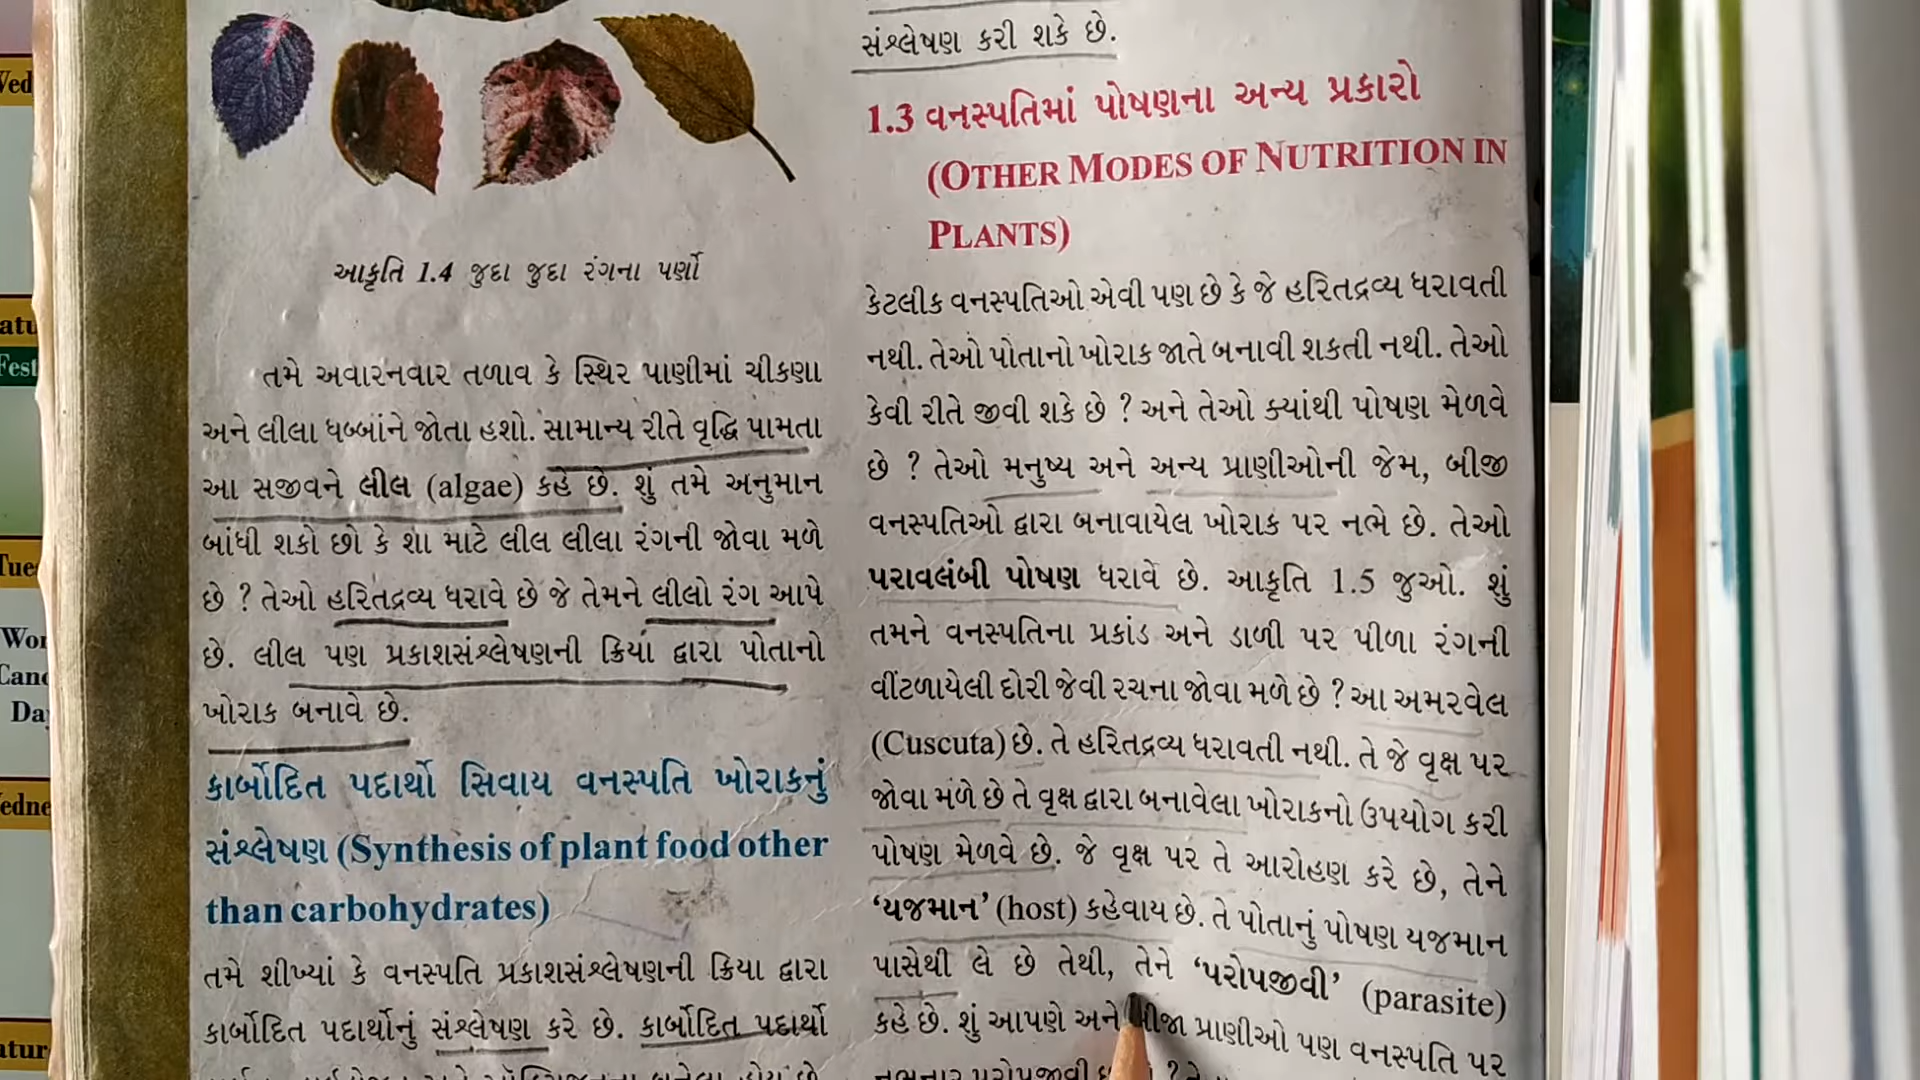 આકૃતિ 1.4 જુદા જુદા રંગના પર્ણો
તમે અવારનવાર તળાવ કે સ્થિર પાણીમાં ચીકણા
અને લીલા ધબ્બાંને જોતા હશો. સામાન્ય રીતે વૃદ્ધિ પામતા
આ સજીવને લીલ (algae) કહે છે. શું તમે અનુમાન
બાંધી શકો છો કે શા માટે લીલ લીલા રંગની જોવા મળે
છે ? તેઓ હરિતદ્રવ્ય ધરાવે છે જે તેમને લીલો રંગ આપે
છે. લીલ પણ પ્રકાશસંશ્લેષણની ક્રિયા દ્વારા પોતાનો
ખોરાક બનાવે છે.
કાર્બોદિત પદાર્થો સિવાય વનસ્પતિ ખોરાકનું
સંશ્લેષણ (Synthesis of plant food other
than carbohydrates)
તમે શીખ્યાં કે વનસ્પતિ પ્રકાશસંશ્લેષણની ક્રિયા દ્વારા
કાર્બોદિત પદાર્થોનું સંશ્લેષણ કરે છે. કાર્બોદિત પદાર્થો
સંશ્લેષણ કરી શકે છે.
1.3 વનસ્પતિમાં પોષણના અન્ય પ્રકારો
(OTHER MODES OF NUTRITION IN
PLANTS)
કેટલીક વનસ્પતિઓ એવી પણ છે કે જે હરિતદ્રવ્ય ધરાવતી
નથી. તેઓ પોતાનો ખોરાક જાતે બનાવી શકતી નથી. તેઓ
કેવી રીતે જીવી શકે છે ? અને તેઓ ક્યાંથી પોષણ મેળવે
છે ? તેઓ મનુષ્ય અને અન્ય પ્રાણીઓની જેમ, બીજી
વનસ્પતિઓ દ્વારા બનાવાયેલ ખોરાક પર નભે છે. તેઓ
પરાવલંબી પોષણ ધરાવે છે. આકૃતિ 1.5 જુઓ. શું
તમને વનસ્પતિના પ્રકાંડ અને ડાળી પર પીળા રંગની
વીંટળાયેલી દોરી જેવી રચના જોવા મળે છે ? આ અમરવેલ
(Cuscuta) છે. તે હરિતદ્રવ્ય ધરાવતી નથી. તે જે વૃક્ષ પર
જોવા મળે છે તે વૃક્ષ દ્વારા બનાવેલા ખોરાકનો ઉપયોગ કરી
પોષણ મેળવે છે. જે વૃક્ષ પર તે આરોહણ કરે છે, તેને
‘યજમાન’ (host) કહેવાય છે. તે પોતાનું પોષણ યજમાન
પાસેથી લે છે તેથી, તેને ‘પરોપજીવી’ (parasite)
કહે છે. શું આપણે અને બીજા પ્રાણીઓ પણ વનસ્પતિ પર